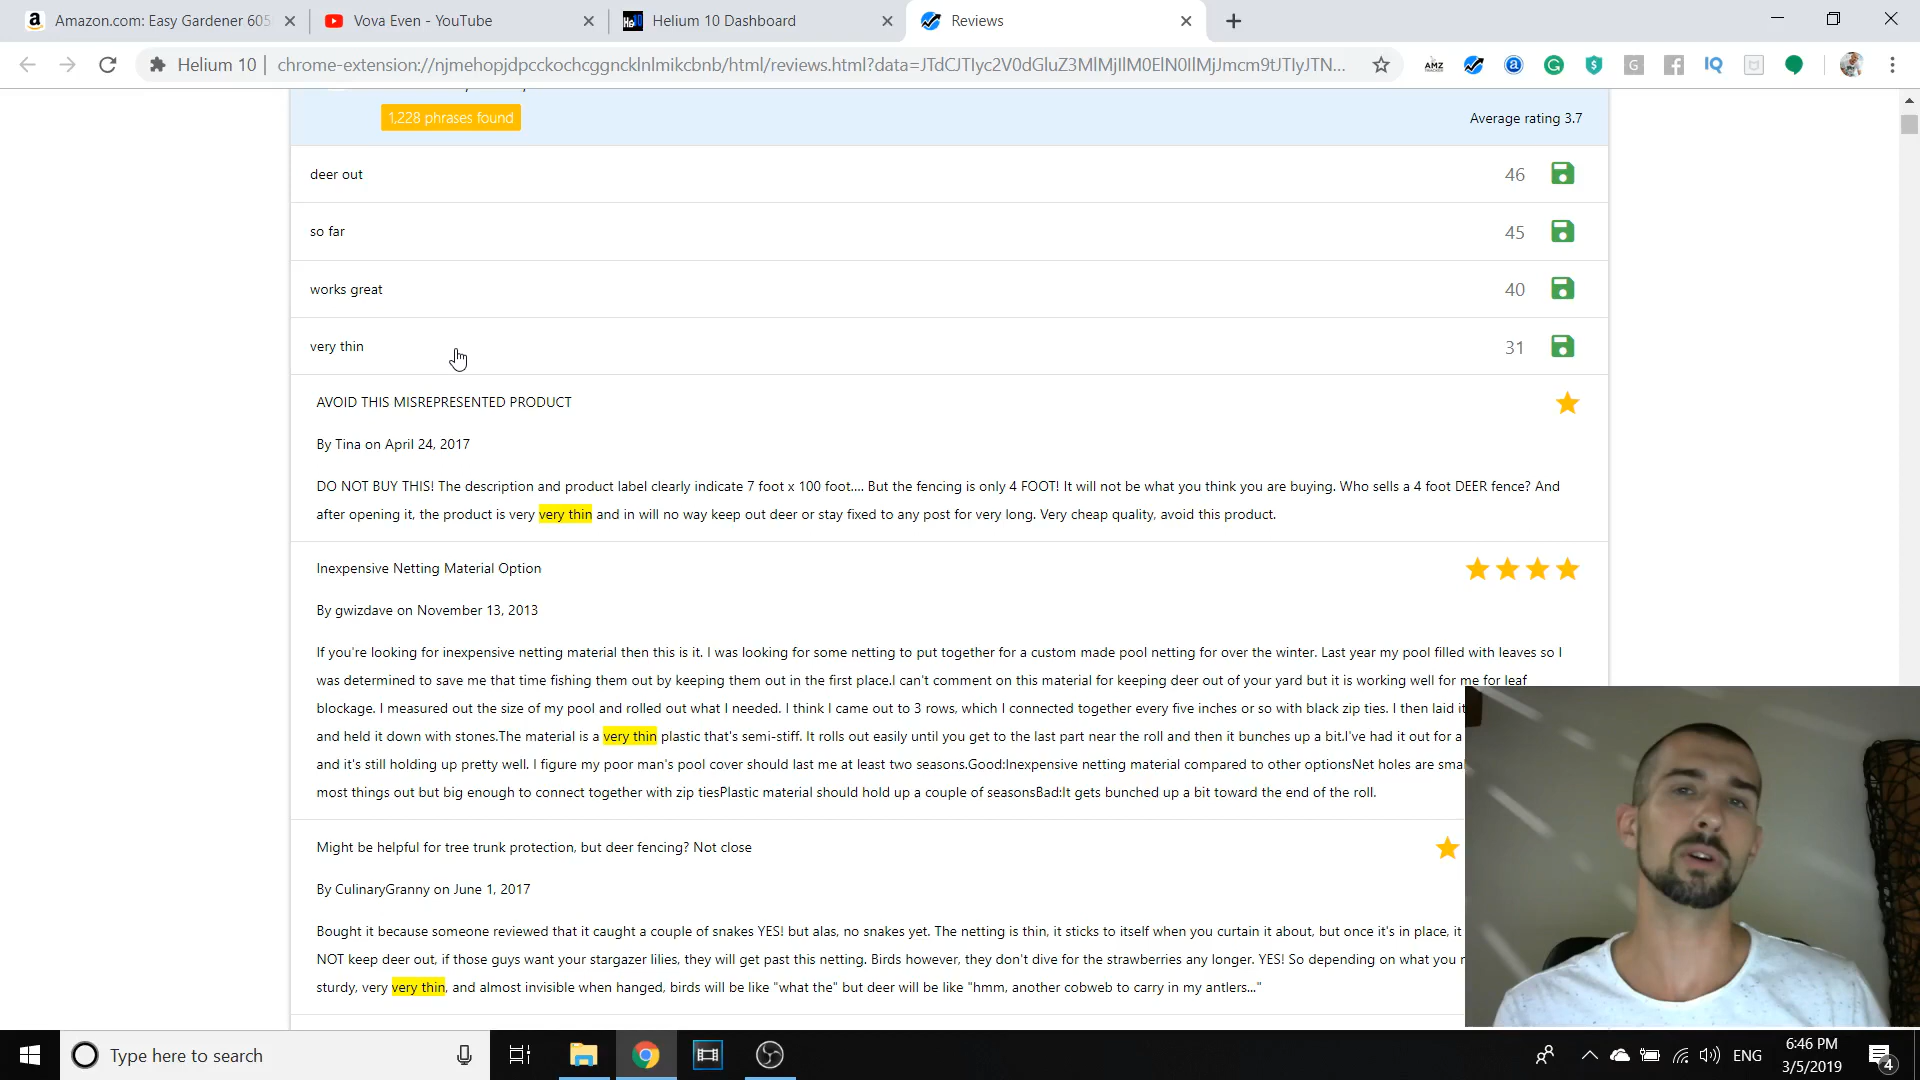 Amazon.com: Easy Gardener 605
Vova Even - YouTube
Helium 10 Dashboard
Reviews
Helium 10
chrome-extension://njmehopjdpcckochcggncklnlmikcbnb/html/reviews.html?data=JTdCJTIyc2V0dGluZ3MlMjIlM0ElN0IlMjJmcm9tJTIyJTN...
1,228 phrases found
Average rating 3.7
deer out 46
so far 45
works great 40
very thin 31
AVOID THIS MISREPRESENTED PRODUCT
By Tina on April 24, 2017
DO NOT BUY THIS! The description and product label clearly indicate 7 foot x 100 foot.... But the fencing is only 4 FOOT! It will not be what you think you are buying. Who sells a 4 foot DEER fence? And
after opening it, the product is very very thin and in will no way keep out deer or stay fixed to any post for very long. Very cheap quality, avoid this product.
Inexpensive Netting Material Option
By gwizdave on November 13, 2013
If you're looking for inexpensive netting material then this is it. I was looking for some netting to put together for a custom made pool netting for over the winter. Last year my pool filled with leaves so I
was determined to save me that time fishing them out by keeping them out in the first place.I can't comment on this material for keeping deer out of your yard but it is working well for me for leaf
blockage. I measured out the size of my pool and rolled out what I needed. I think I came out to 3 rows, which I connected together every five inches or so with black zip ties. I then laid it
and held it down with stones.The material is a very thin plastic that's semi-stiff. It rolls out easily until you get to the last part near the roll and then it bunches up a bit.I've had it out for a
and it's still holding up pretty well. I figure my poor man's pool cover should last me at least two seasons.Good:Inexpensive netting material compared to other optionsNet holes are sma
most things out but big enough to connect together with zip tiesPlastic material should hold up a couple of seasonsBad:It gets bunched up a bit toward the end of the roll.
Might be helpful for tree trunk protection, but deer fencing? Not close
By CulinaryGranny on June 1, 2017
Bought it because someone reviewed that it caught a couple of snakes YES! but alas, no snakes yet. The netting is thin, it sticks to itself when you curtain it about, but once it's in place, it
NOT keep deer out, if those guys want your stargazer lilies, they will get past this netting. Birds however, they don't dive for the strawberries any longer. YES! So depending on what you
sturdy, very very thin, and almost invisible when hanged, birds will be like "what the" but deer will be like "hmm, another cobweb to carry in my antlers..."
Type here to search
ENG
6:46 PM
3/5/2019
4